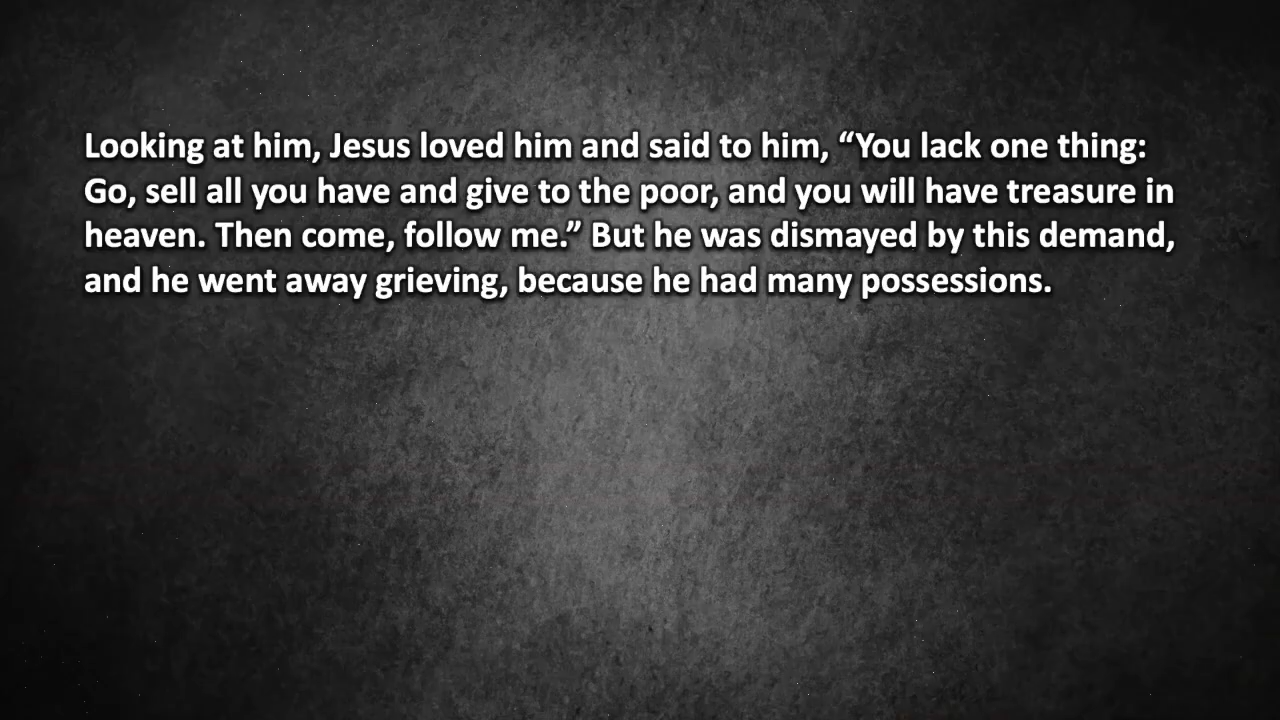 Looking at him, Jesus loved him and said to him, “You lack one thing:
Go, sell all you have and give to the poor, and you will have treasure in
heaven. Then come, follow me.” But he was dismayed by this demand,
and he went away grieving, because he had many possessions.